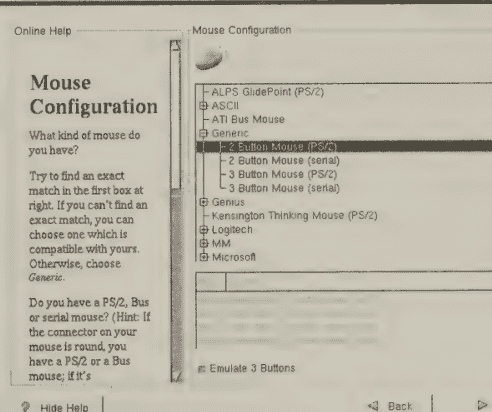 Online Help
Mouse
Configuration
What kind of mouse do
you have?
Try to find an exact
match in the first box at
right. If you can't find an
exact match, you can
choose one which is
compatible with yours.
Otherwise, choose
Generic.
Do you have a PS/2, Bus
or serial mouse? (Hint: If
the connector on your
mouse is round, you
have a PS/2 or a Bus
mouse; if it's
Hide Help
Mouse Configuration
ALPS GlidePoint (PS/2)
ASCII
ATI Bus Mouse
Generic
2 Button Mouse (PS/2)
2 Button Mouse (serial)
3 Button Mouse (PS/2)
3 Button Mouse (serial)
Genius
Kensington Thinking Mouse (PS/2)
Logitech
MM
Microsoft
Emulate 3 Buttons
Back